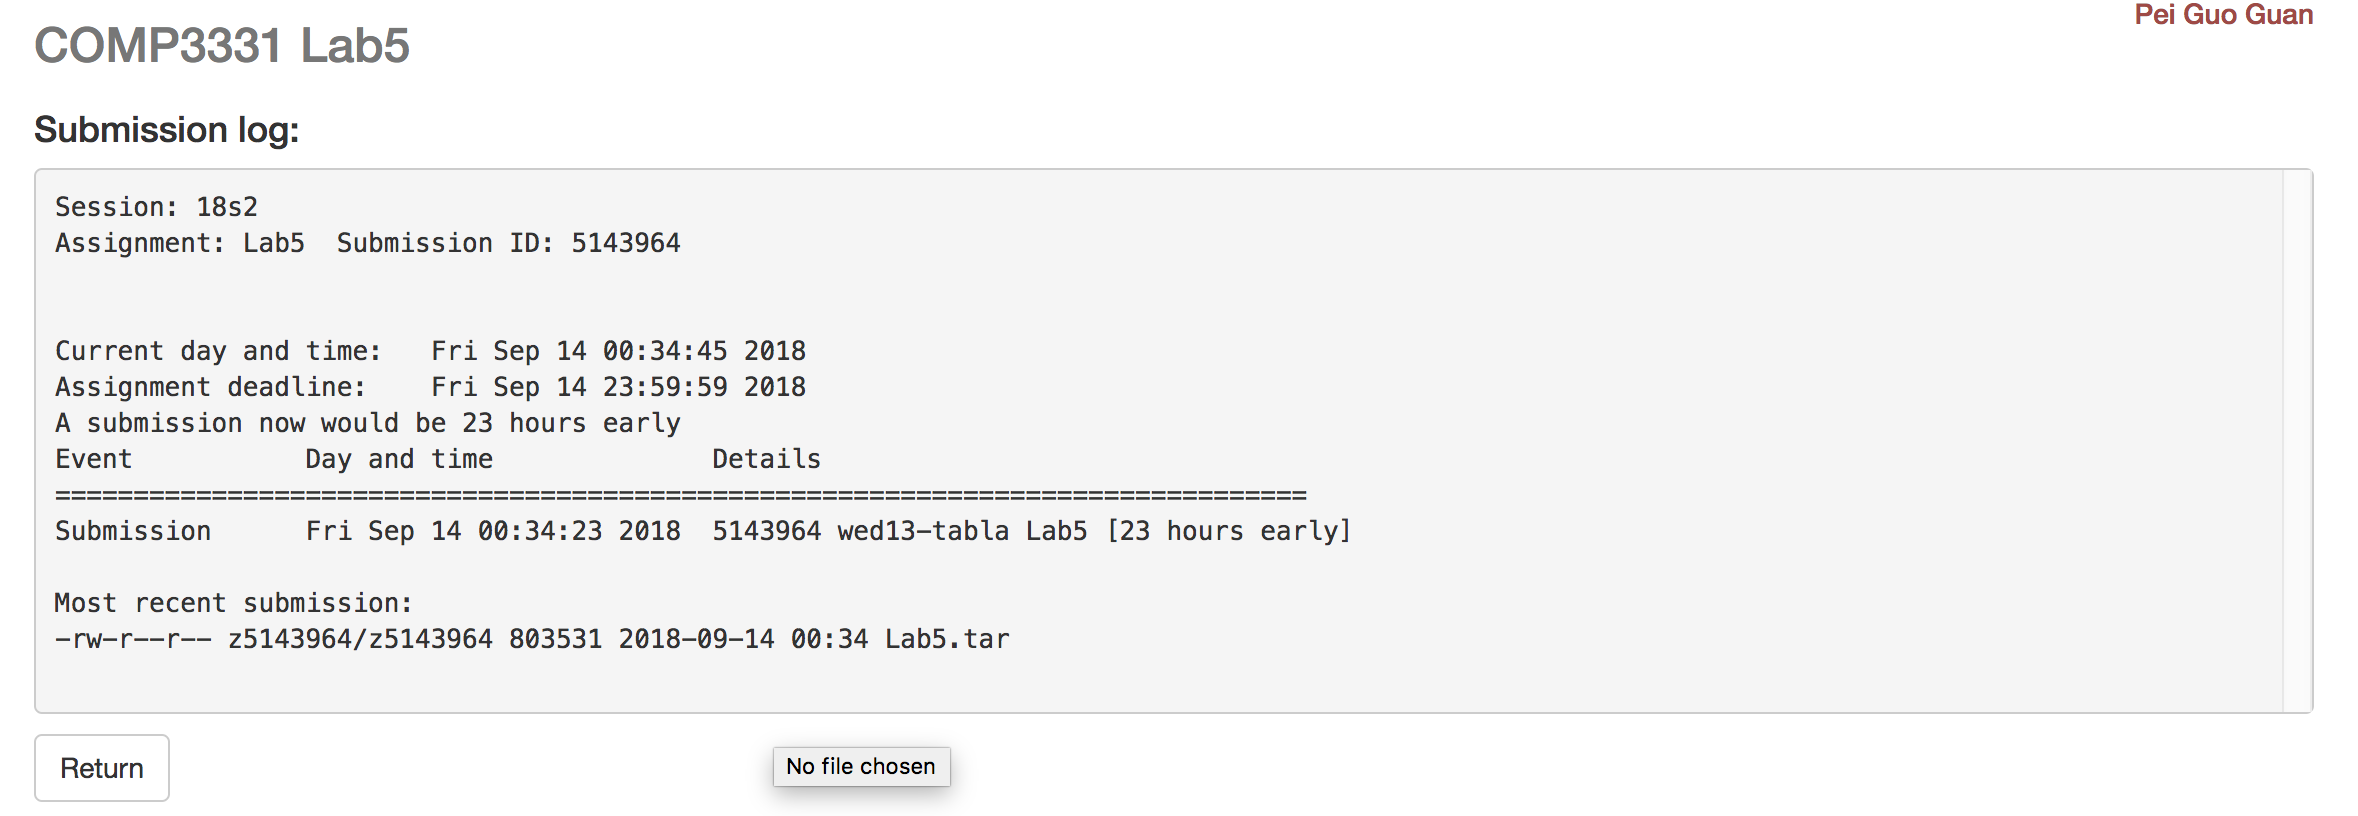 Pei Guo Guan
COMP3331 Lab5
Submission log:
Session: 18s2
Assignment: Lab5  Submission ID: 5143964
Current day and time:   Fri Sep 14 00:34:45 2018
Assignment deadline:    Fri Sep 14 23:59:59 2018
A submission now would be 23 hours early
Event           Day and time              Details
================================================================================
Submission      Fri Sep 14 00:34:23 2018  5143964 wed13-tabla Lab5 [23 hours early]
Most recent submission:
-rw-r--r-- z5143964/z5143964 803531 2018-09-14 00:34 Lab5.tar
Return
No file chosen